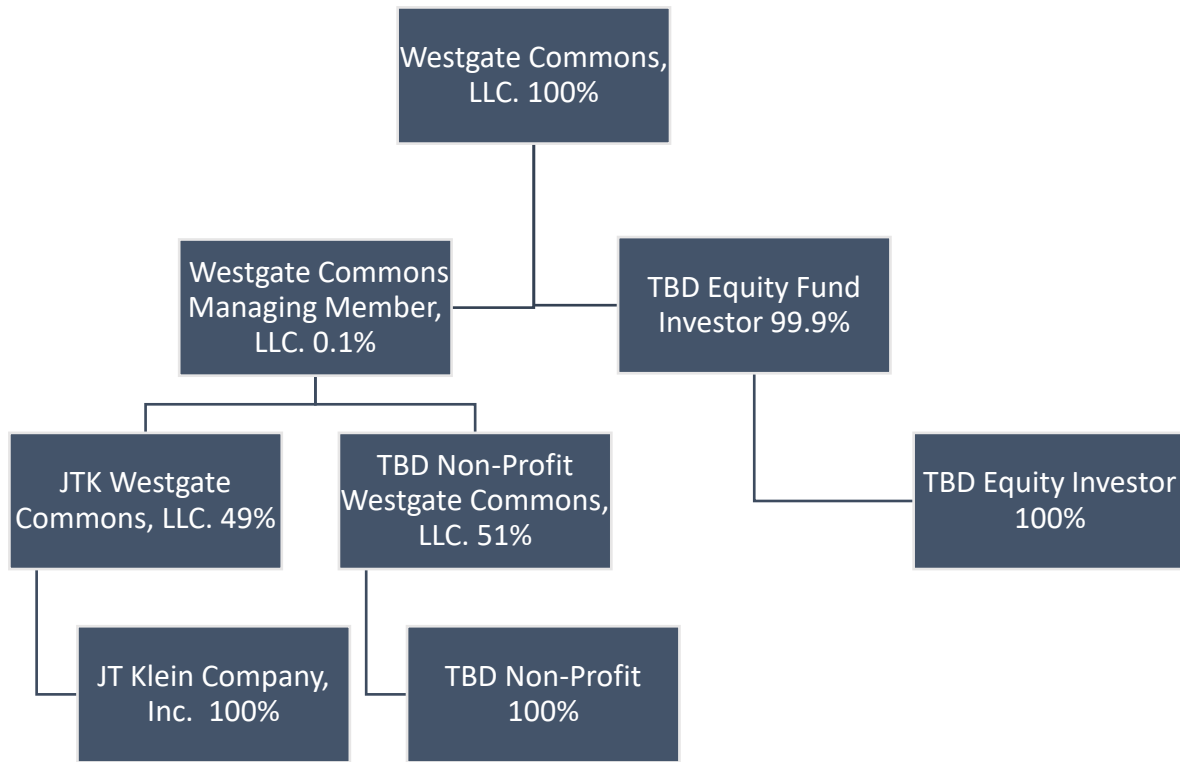 Westgate Commons,
LLC. 100%
Westgate Commons
Managing Member,
LLC. 0.1%
TBD Equity Fund
Investor 99.9%
JTK Westgate
Commons, LLC. 49%
TBD Non-Profit
Westgate Commons,
LLC. 51%
TBD Equity Investor
100%
JT Klein Company,
Inc. 100%
TBD Non-Profit
100%